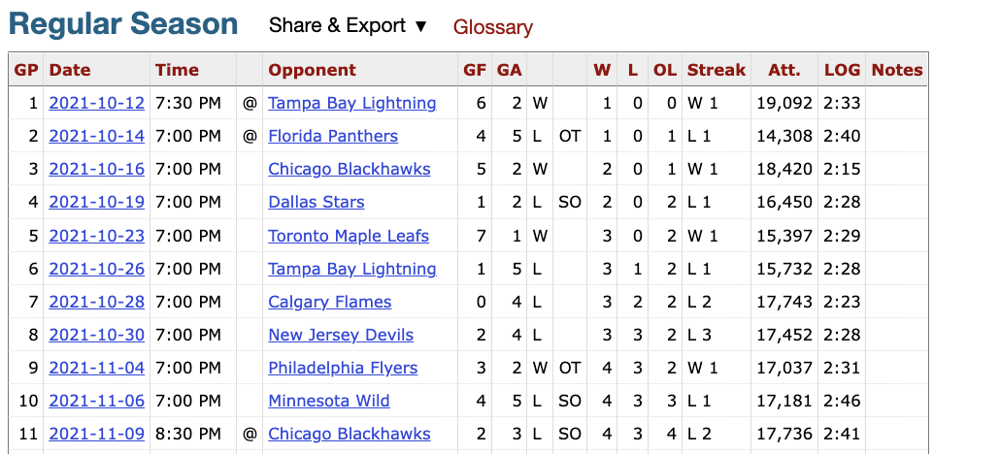 Regular Season Share & Export ▼ Glossary
GP Date Time Opponent GF GA W L OL Streak Att. LOG Notes
1 2021-10-12 7:30 PM @ Tampa Bay Lightning 6 2 W 1 0 0 W 1 19,092 2:33
2 2021-10-14 7:00 PM @ Florida Panthers 4 5 L OT 1 0 1 L 1 14,308 2:40
3 2021-10-16 7:00 PM Chicago Blackhawks 5 2 W 2 0 1 W 1 18,420 2:15
4 2021-10-19 7:00 PM Dallas Stars 1 2 L SO 2 0 2 L 1 16,450 2:28
5 2021-10-23 7:00 PM Toronto Maple Leafs 7 1 W 3 0 2 W 1 15,397 2:29
6 2021-10-26 7:00 PM Tampa Bay Lightning 1 5 L 3 1 2 L 1 15,732 2:28
7 2021-10-28 7:00 PM Calgary Flames 0 4 L 3 2 2 L 2 17,743 2:23
8 2021-10-30 7:00 PM New Jersey Devils 2 4 L 3 3 2 L 3 17,452 2:28
9 2021-11-04 7:00 PM Philadelphia Flyers 3 2 W OT 4 3 2 W 1 17,037 2:31
10 2021-11-06 7:00 PM Minnesota Wild 4 5 L SO 4 3 3 L 1 17,181 2:46
11 2021-11-09 8:30 PM @ Chicago Blackhawks 2 3 L SO 4 3 4 L 2 17,736 2:41